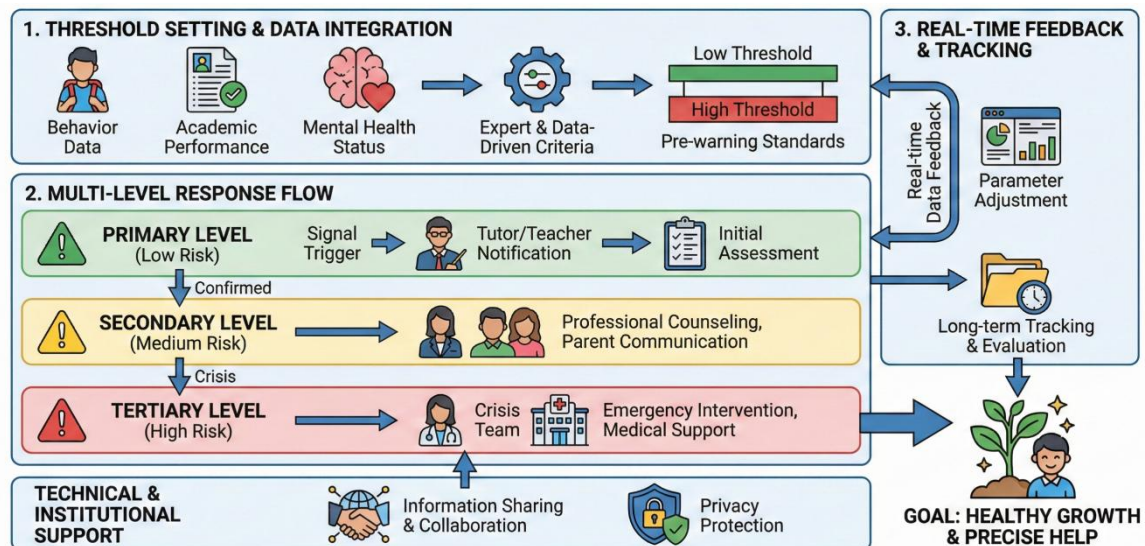 1. THRESHOLD SETTING & DATA INTEGRATION
Behavior
Data
Academic
Performance
Mental Health
Status
Expert & Data-
Driven Criteria
Low Threshold
High Threshold
Pre-warning Standards
2. MULTI-LEVEL RESPONSE FLOW
PRIMARY LEVEL
(Low Risk)
Signal
Trigger
Tutor/Teacher
Notification
Initial
Assessment
Confirmed
SECONDARY LEVEL
(Medium Risk)
Professional Counseling,
Parent Communication
Crisis
TERTIARY LEVEL
(High Risk)
Crisis
Team
Emergency Intervention,
Medical Support
TECHNICAL &
INSTITUTIONAL
SUPPORT
Information Sharing
& Collaboration
Privacy
Protection
3. REAL-TIME FEEDBACK
& TRACKING
Real-time
Data Feedback
Parameter
Adjustment
Long-term Tracking
& Evaluation
GOAL: HEALTHY GROWTH
& PRECISE HELP